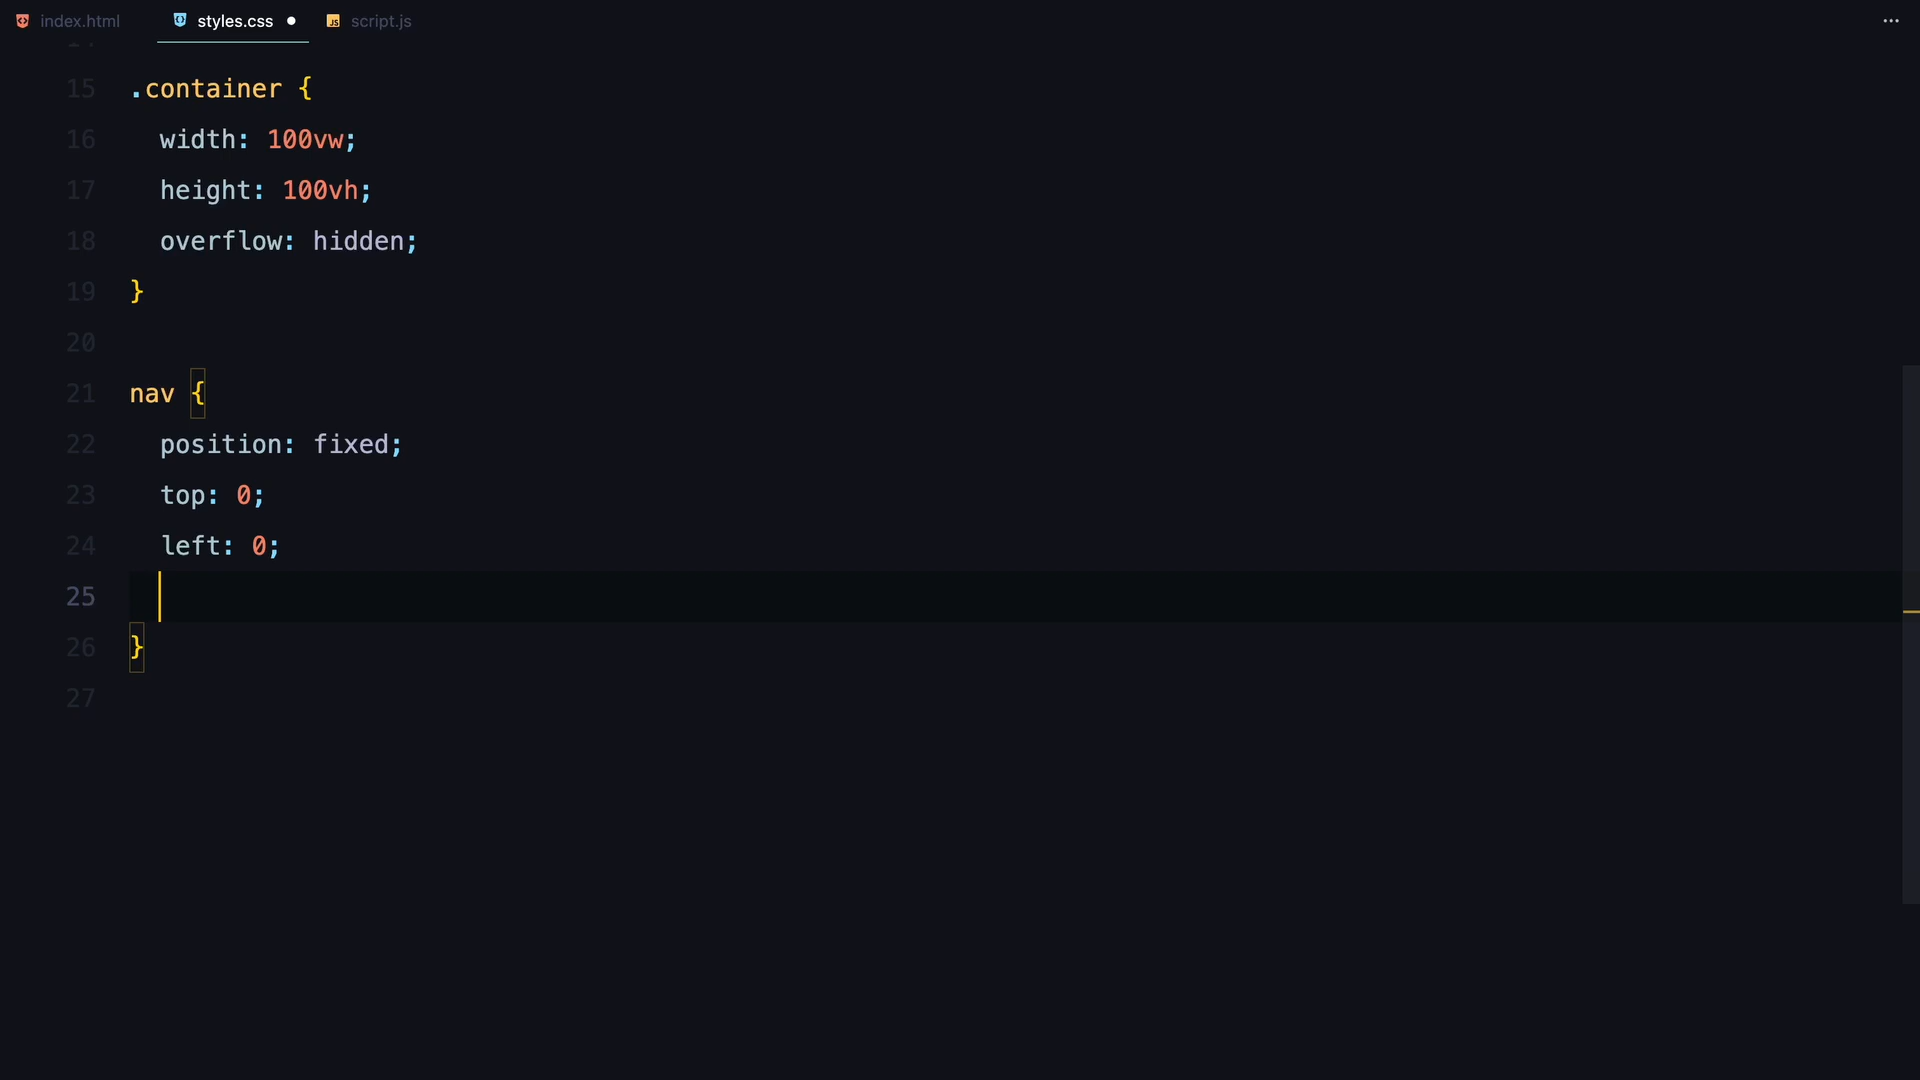 index.html styles.css script.js
15 .container {
16 width: 100vw;
17 height: 100vh;
18 overflow: hidden;
19 }
20
21 nav {
22 position: fixed;
23 top: 0;
24 left: 0;
25
26 }
27